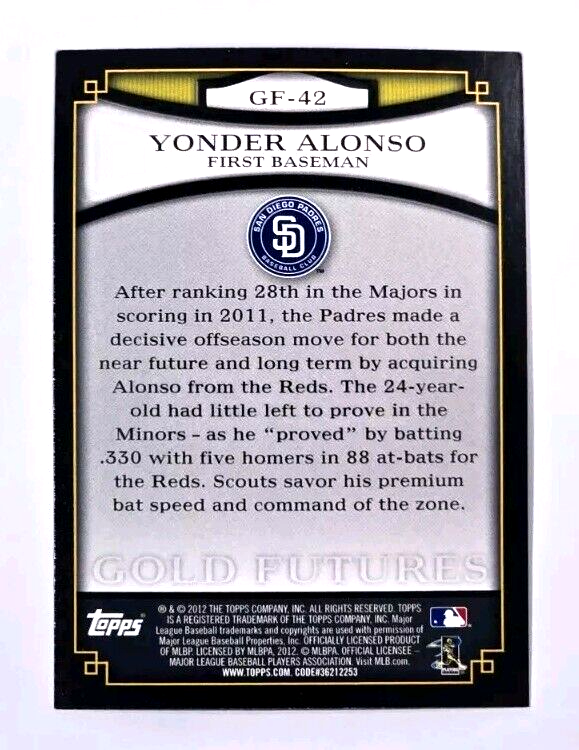 GF-42
YONDER ALONSO
FIRST BASEMAN
SAN DIEGO PADRES
SD
BASEBALL CLUB
TM
After ranking 28th in the Majors in
scoring in 2011, the Padres made a
decisive offseason move for both the
near future and long term by acquiring
Alonso from the Reds. The 24-year-
old had little left to prove in the
Minors – as he “proved” by batting
.330 with five homers in 88 at-bats for
the Reds. Scouts savor his premium
bat speed and command of the zone.
GOLD FUTURES
topps
® & © 2012 THE TOPPS COMPANY, INC. ALL RIGHTS RESERVED. TOPPS
IS A REGISTERED TRADEMARK OF THE TOPPS COMPANY, INC. Major
League Baseball trademarks and copyrights are used with permission of
Major League Baseball Properties, Inc. OFFICIALLY LICENSED PRODUCT
OF MLBP. LICENSED BY MLBPA, 2012. © MLBPA. OFFICIAL LICENSEE –
MAJOR LEAGUE BASEBALL PLAYERS ASSOCIATION. Visit MLB.com.
WWW.TOPPS.COM. CODE#36212253